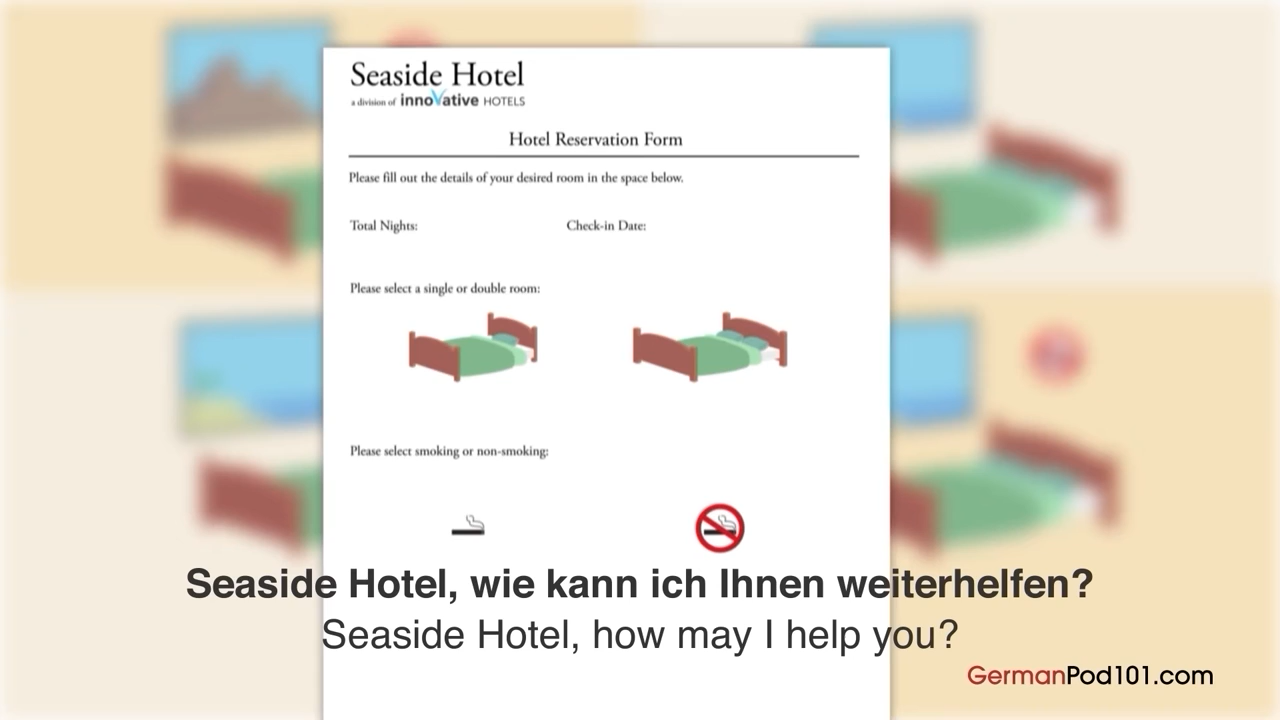 Seaside Hotel
a division of innoVative HOTELS
Hotel Reservation Form
Please fill out the details of your desired room in the space below.
Total Nights: Check-in Date:
Please select a single or double room:
Please select smoking or non-smoking:
Seaside Hotel, wie kann ich Ihnen weiterhelfen?
Seaside Hotel, how may I help you?
GermanPod101.com